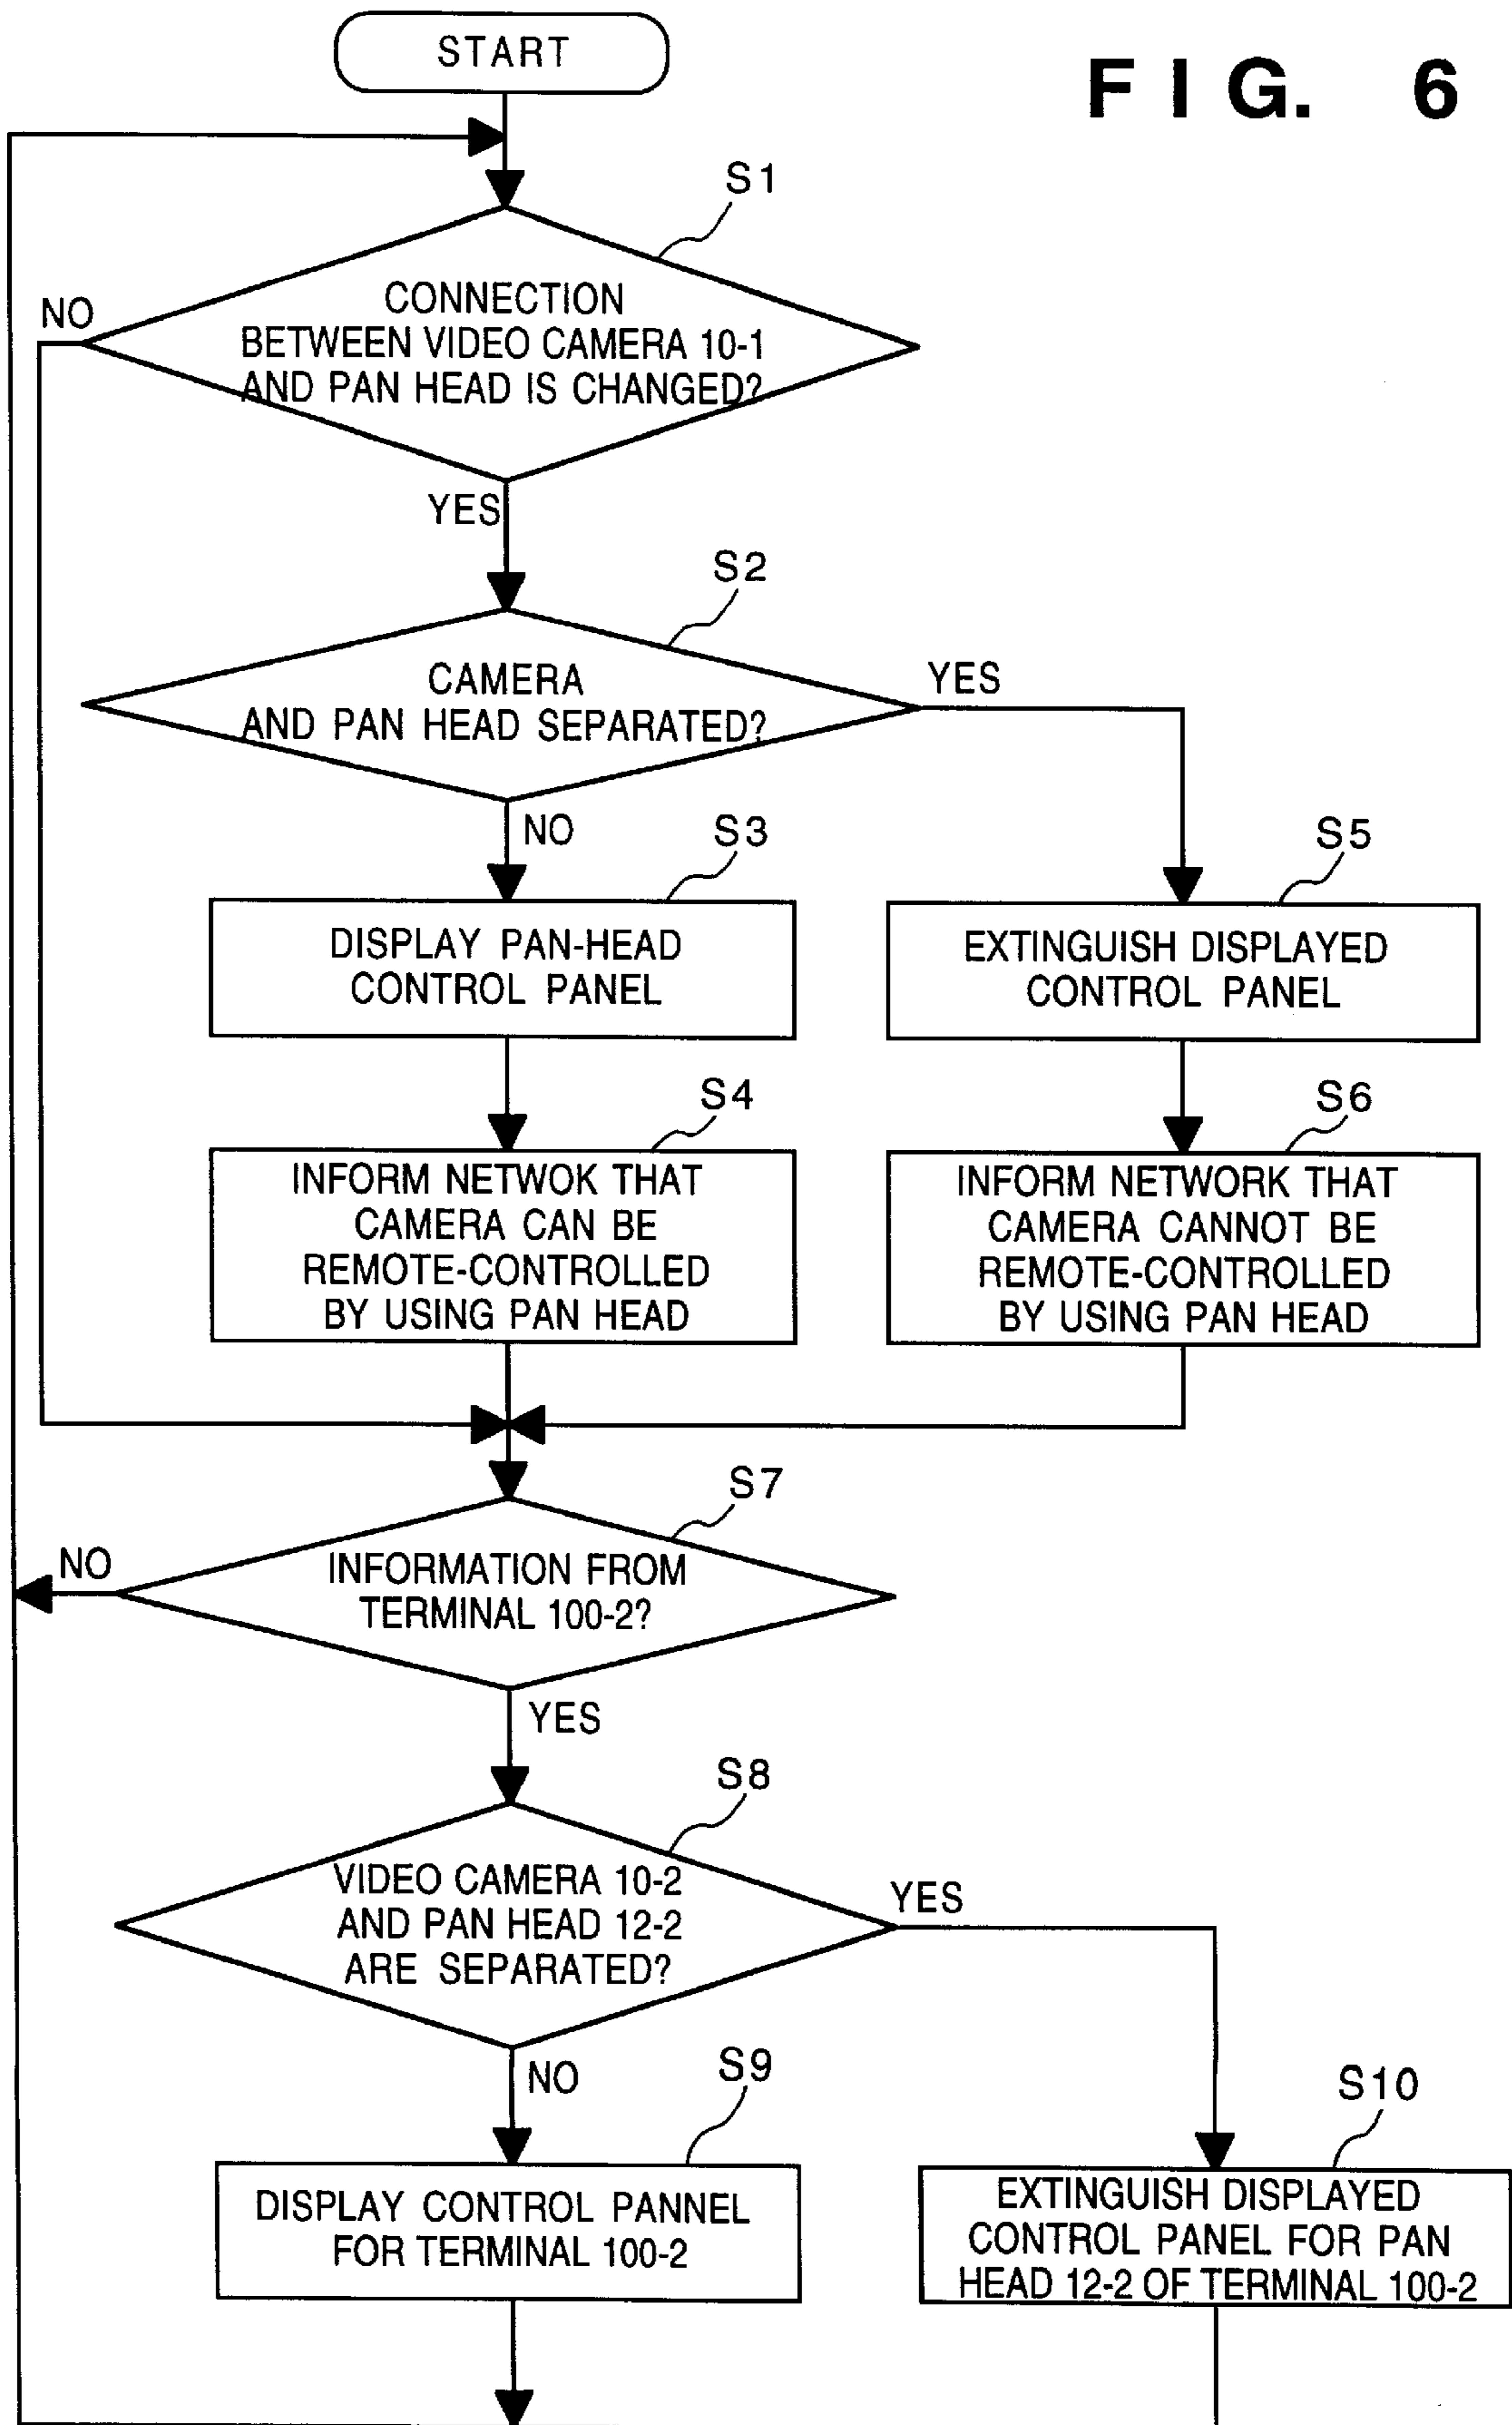 START
FIG. 6
S1
CONNECTION
BETWEEN VIDEO CAMERA 10-1
AND PAN HEAD IS CHANGED?
NO
YES
S2
CAMERA
AND PAN HEAD SEPARATED?
YES
NO
S3
DISPLAY PAN-HEAD
CONTROL PANEL
S5
EXTINGUISH DISPLAYED
CONTROL PANEL
S4
INFORM NETWOK THAT
CAMERA CAN BE
REMOTE-CONTROLLED
BY USING PAN HEAD
S6
INFORM NETWORK THAT
CAMERA CANNOT BE
REMOTE-CONTROLLED
BY USING PAN HEAD
S7
INFORMATION FROM
TERMINAL 100-2?
NO
YES
S8
VIDEO CAMERA 10-2
AND PAN HEAD 12-2
ARE SEPARATED?
YES
NO
S9
DISPLAY CONTROL PANNEL
FOR TERMINAL 100-2
S10
EXTINGUISH DISPLAYED
CONTROL PANEL FOR PAN
HEAD 12-2 OF TERMINAL 100-2